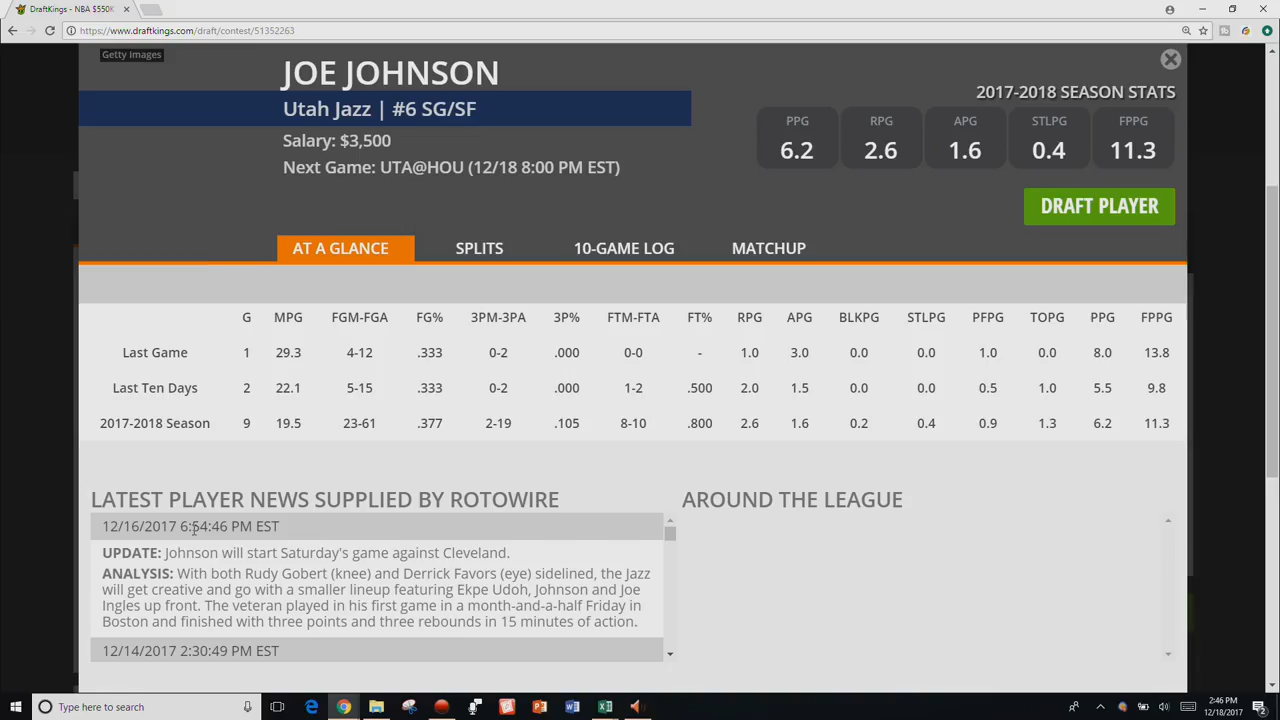 DraftKings - NBA $550K
https://www.draftkings.com/draft/contest/51352263
Getty Images
JOE JOHNSON
Utah Jazz | #6 SG/SF
Salary: $3,500
Next Game: UTA@HOU (12/18 8:00 PM EST)
2017-2018 SEASON STATS
PPG RPG APG STLPG FPPG
6.2 2.6 1.6 0.4 11.3
DRAFT PLAYER
AT A GLANCE SPLITS 10-GAME LOG MATCHUP
G MPG FGM-FGA FG% 3PM-3PA 3P% FTM-FTA FT% RPG APG BLKPG STLPG PFPG TOPG PPG FPPG
Last Game 1 29.3 4-12 .333 0-2 .000 0-0 - 1.0 3.0 0.0 0.0 1.0 0.0 8.0 13.8
Last Ten Days 2 22.1 5-15 .333 0-2 .000 1-2 .500 2.0 1.5 0.0 0.0 0.5 1.0 5.5 9.8
2017-2018 Season 9 19.5 23-61 .377 2-19 .105 8-10 .800 2.6 1.6 0.2 0.4 0.9 1.3 6.2 11.3
LATEST PLAYER NEWS SUPPLIED BY ROTOWIRE
12/16/2017 6:54:46 PM EST
UPDATE: Johnson will start Saturday's game against Cleveland.
ANALYSIS: With both Rudy Gobert (knee) and Derrick Favors (eye) sidelined, the Jazz
will get creative and go with a smaller lineup featuring Ekpe Udoh, Johnson and Joe
Ingles up front. The veteran played in his first game in a month-and-a-half Friday in
Boston and finished with three points and three rebounds in 15 minutes of action.
12/14/2017 2:30:49 PM EST
AROUND THE LEAGUE
Type here to search
2:46 PM
12/18/2017